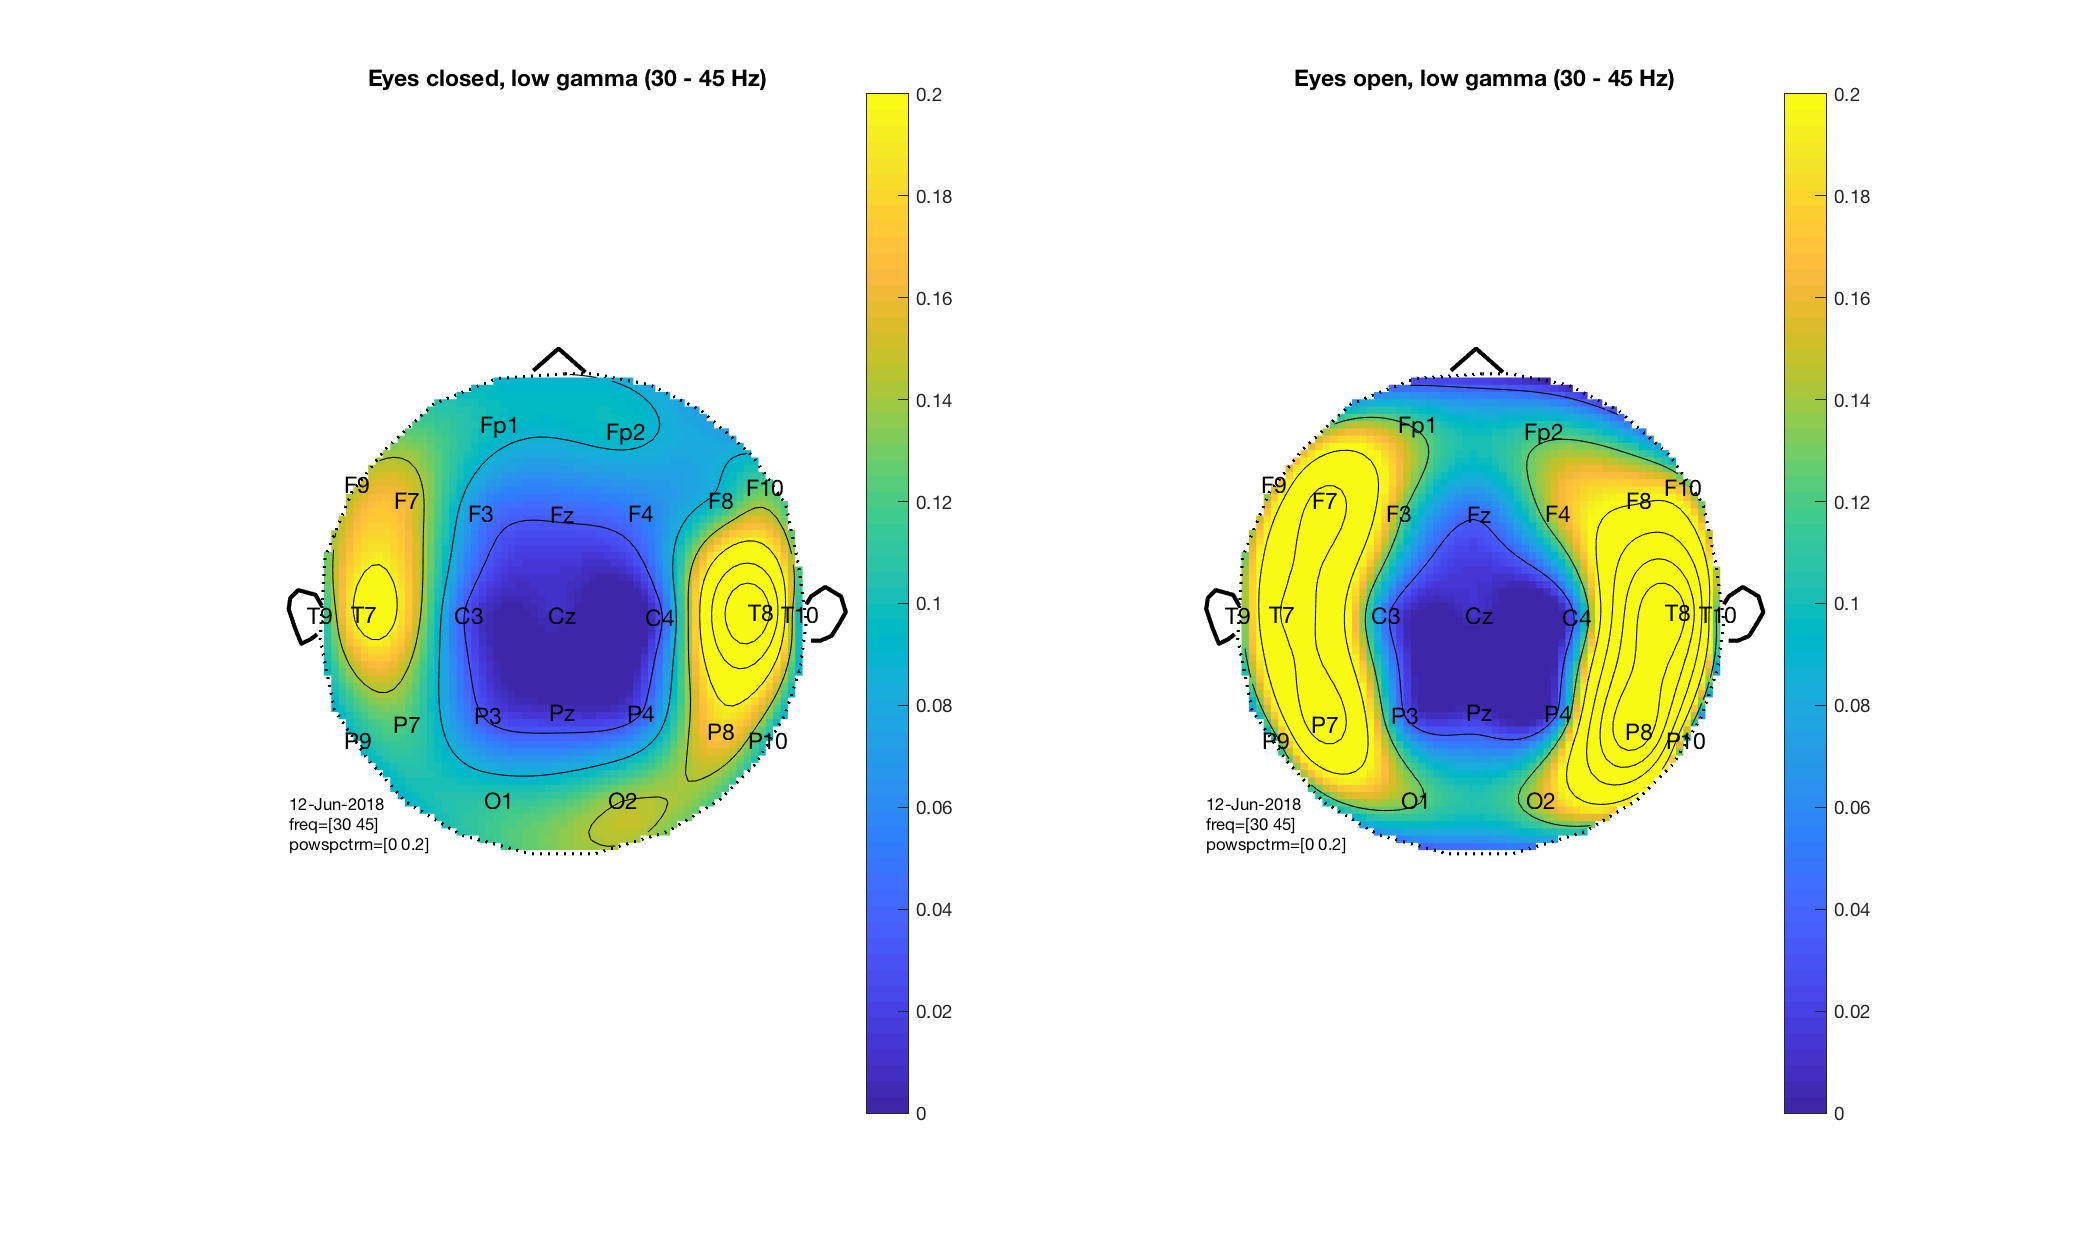 Eyes closed, low gamma (30 - 45 Hz)
0.2
0.18
0.16
0.14
0.12
0.1
0.08
0.06
0.04
0.02
0
Fp1 Fp2
F9 F7 F3 Fz F4 F8 F10
T9 T7 C3 Cz C4 T8 T10
P9 P7 P3 Pz P4 P8 P10
O1 O2
12-Jun-2018
freq=[30 45]
powspctrm=[0 0.2]
Eyes open, low gamma (30 - 45 Hz)
0.2
0.18
0.16
0.14
0.12
0.1
0.08
0.06
0.04
0.02
0
Fp1 Fp2
F9 F7 F3 Fz F4 F8 F10
T9 T7 C3 Cz C4 T8 T10
P9 P7 P3 Pz P4 P8 P10
O1 O2
12-Jun-2018
freq=[30 45]
powspctrm=[0 0.2]